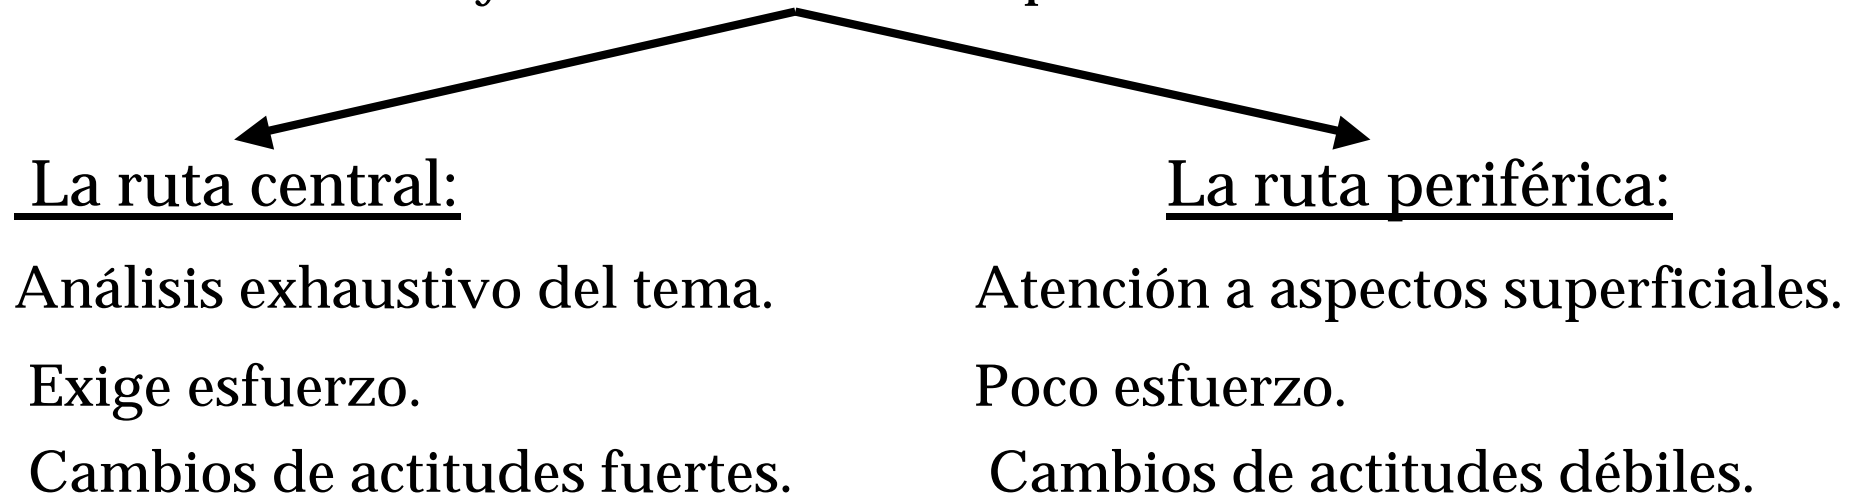 La ruta central:
La ruta periférica:
Análisis exhaustivo del tema.
Atención a aspectos superficiales.
Exige esfuerzo.
Poco esfuerzo.
Cambios de actitudes fuertes.
Cambios de actitudes débiles.